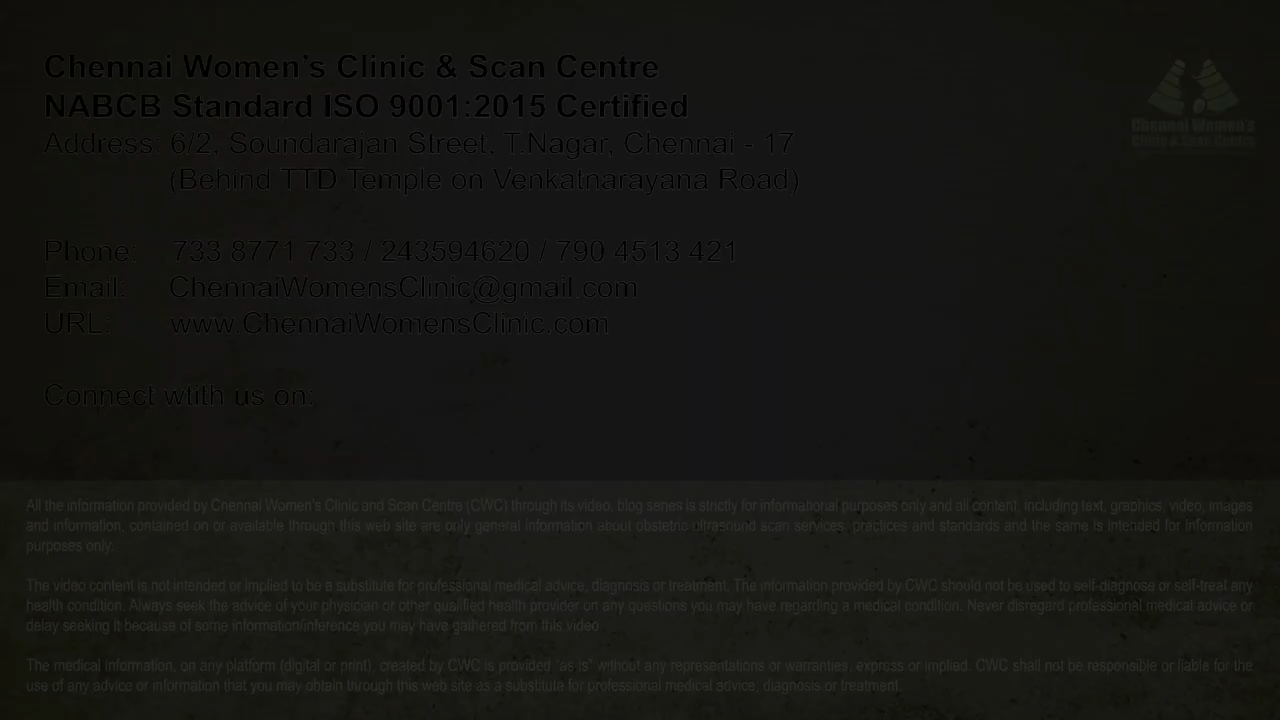 Chennai Women's Clinic & Scan Centre
NABCB Standard ISO 9001:2015 Certified
Address: 6/2, Soundarajan Street, T.Nagar, Chennai - 17
(Behind TTD Temple on Venkatnarayana Road)
Chennai Women's
Clinic & Scan Centre
Phone: 733 8771 733 / 243594620 / 790 4513 421
Email: ChennaiWomensClinic@gmail.com
URL: www.ChennaiWomensClinic.com
Connect wtith us on:
All the information provided by Chennai Women's Clinic and Scan Centre (CWC) through its video, blog series is strictly for informational purposes only and all content, including text, graphics, video, images
and information, contained on or available through this web site are only general information about obstetric ultrasound scan services, practices and standards and the same is intended for information
purposes only.
The video content is not intended or implied to be a substitute for professional medical advice, diagnosis or treatment. The information provided by CWC should not be used to self-diagnose or self-treat any
health condition. Always seek the advice of your physician or other qualified health provider on any questions you may have regarding a medical condition. Never disregard professional medical advice or
delay seeking it because of some information/inference you may have gathered from this video
The medical information, on any platform (digital or print), created by CWC is provided "as is" without any representations or warranties, express or implied. CWC shall not be responsible or liable for the
use of any advice or information that you may obtain through this web site as a substitute for professional medical advice, diagnosis or treatment.